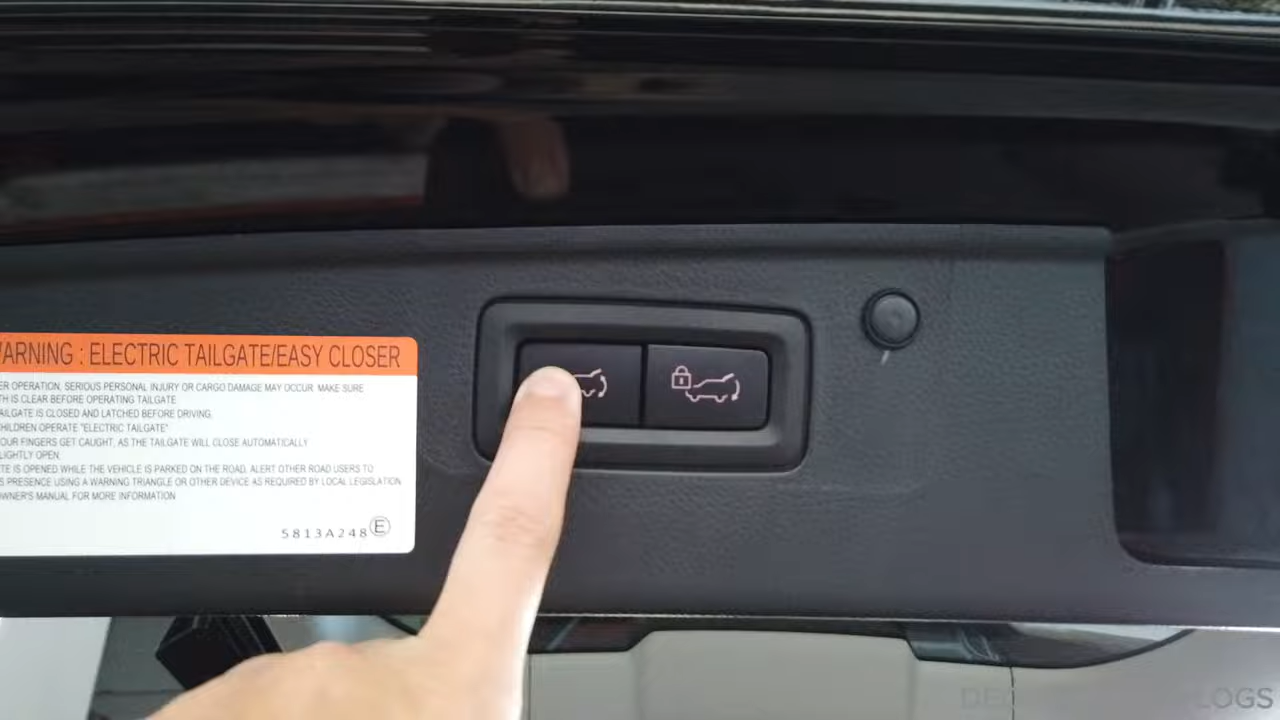 ARNING : ELECTRIC TAILGATE/EASY CLOSER
ER OPERATION, SERIOUS PERSONAL INJURY OR CARGO DAMAGE MAY OCCUR. MAKE SURE
TH IS CLEAR BEFORE OPERATING TAILGATE
AILGATE IS CLOSED AND LATCHED BEFORE DRIVING.
HILDREN OPERATE "ELECTRIC TAILGATE"
OUR FINGERS GET CAUGHT, AS THE TAILGATE WILL CLOSE AUTOMATICALLY
LIGHTLY OPEN.
TE IS OPENED WHILE THE VEHICLE IS PARKED ON THE ROAD, ALERT OTHER ROAD USERS TO
S PRESENCE USING A WARNING TRIANGLE OR OTHER DEVICE AS REQUIRED BY LOCAL LEGISLATION
OWNER'S MANUAL FOR MORE INFORMATION
5813A248 E
LOGS